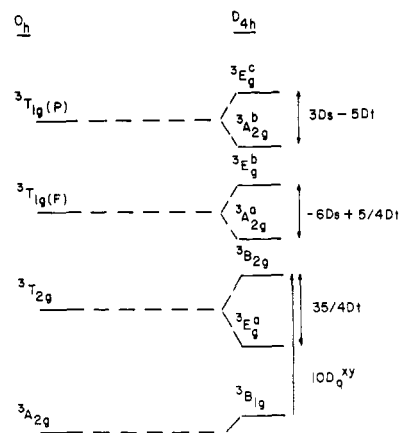 O_h D_4h
^3E_g^c
^3T_1g(P) ^3A_2g^b 3Ds-5Dt
^3E_g^b
^3T_1g(F) ^3A_2g^a -6Ds+5/4Dt
^3B_2g
^3T_2g 35/4Dt
^3E_g^a
10D_q^xy
^3B_1g
^3A_2g